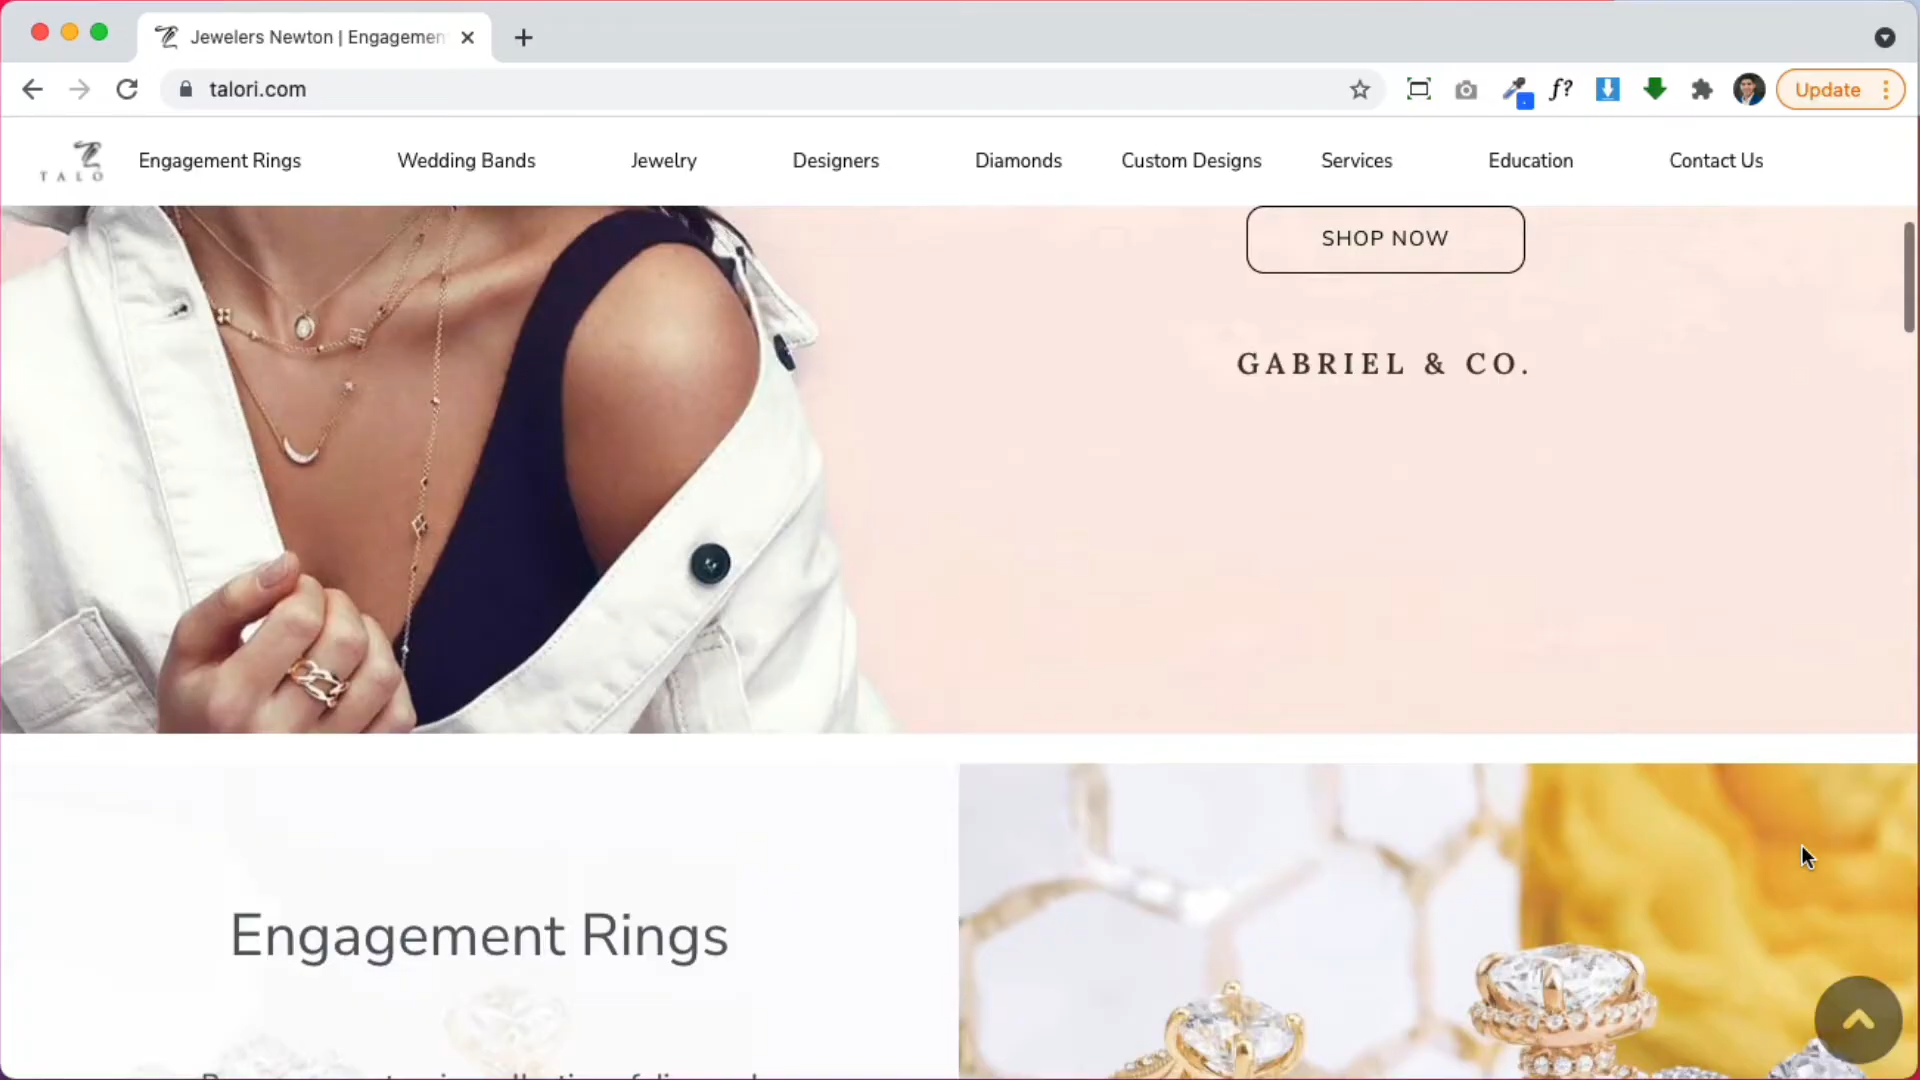 Jewelers Newton | Engagemen
talori.com
f?
Update
TALO
Engagement Rings
Wedding Bands
Jewelry
Designers
Diamonds
Custom Designs
Services
Education
Contact Us
SHOP NOW
GABRIEL & CO.
Engagement Rings